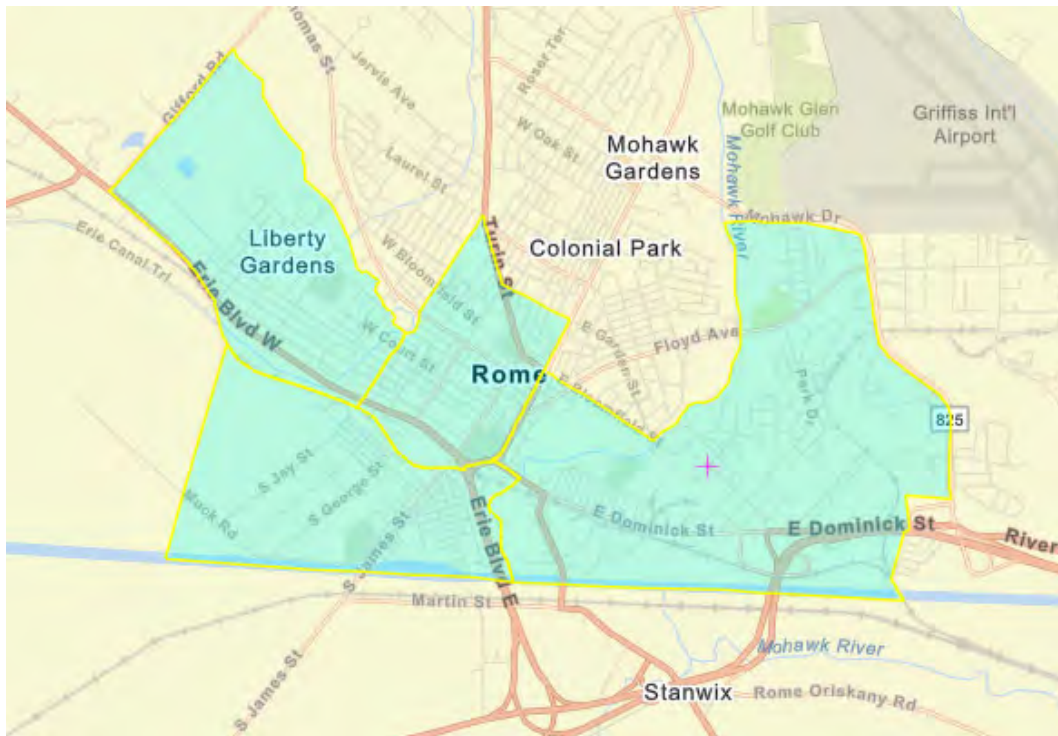 Gifford Rd
Thomas St
Jervis Ave
Roser Ter
W Oak St
Laurel St
Mohawk
Gardens
Mohawk Glen
Golf Club
Griffiss Int'l
Airport
Mohawk River
Mohawk Dr
Erie Canal Trl
Liberty
Gardens
W Bloomfield St
Turin St
Colonial Park
Erie Blvd W
W Court St
Rome
E Garden St
Floyd Ave
E Bloomfield St
Park Dr
825
S Jay St
S George St
Muck Rd
S James St
Erie Blvd E
E Dominick St
E Dominick St
River
Martin St
Mohawk River
S James St
Stanwix
Rome Oriskany Rd